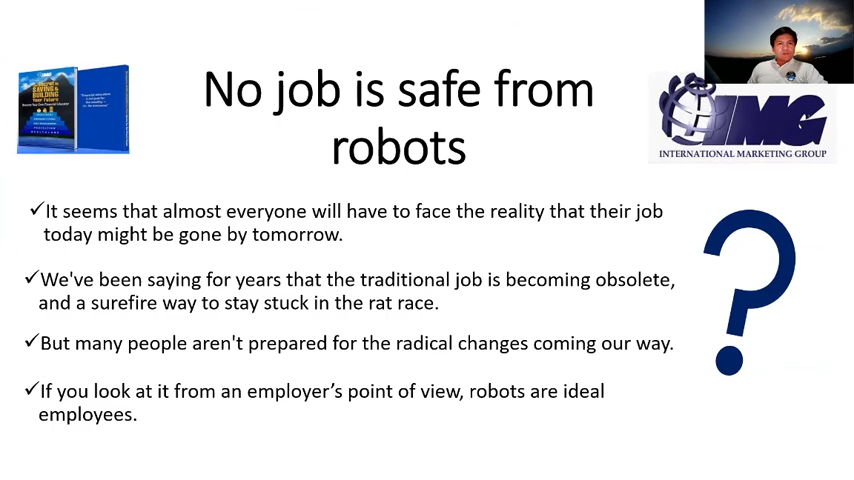 No job is safe from
robots
IMG
INTERNATIONAL MARKETING GROUP
✓It seems that almost everyone will have to face the reality that their job
today might be gone by tomorrow.
✓We've been saying for years that the traditional job is becoming obsolete,
and a surefire way to stay stuck in the rat race.
✓But many people aren't prepared for the radical changes coming our way.
✓If you look at it from an employer’s point of view, robots are ideal
employees.
?